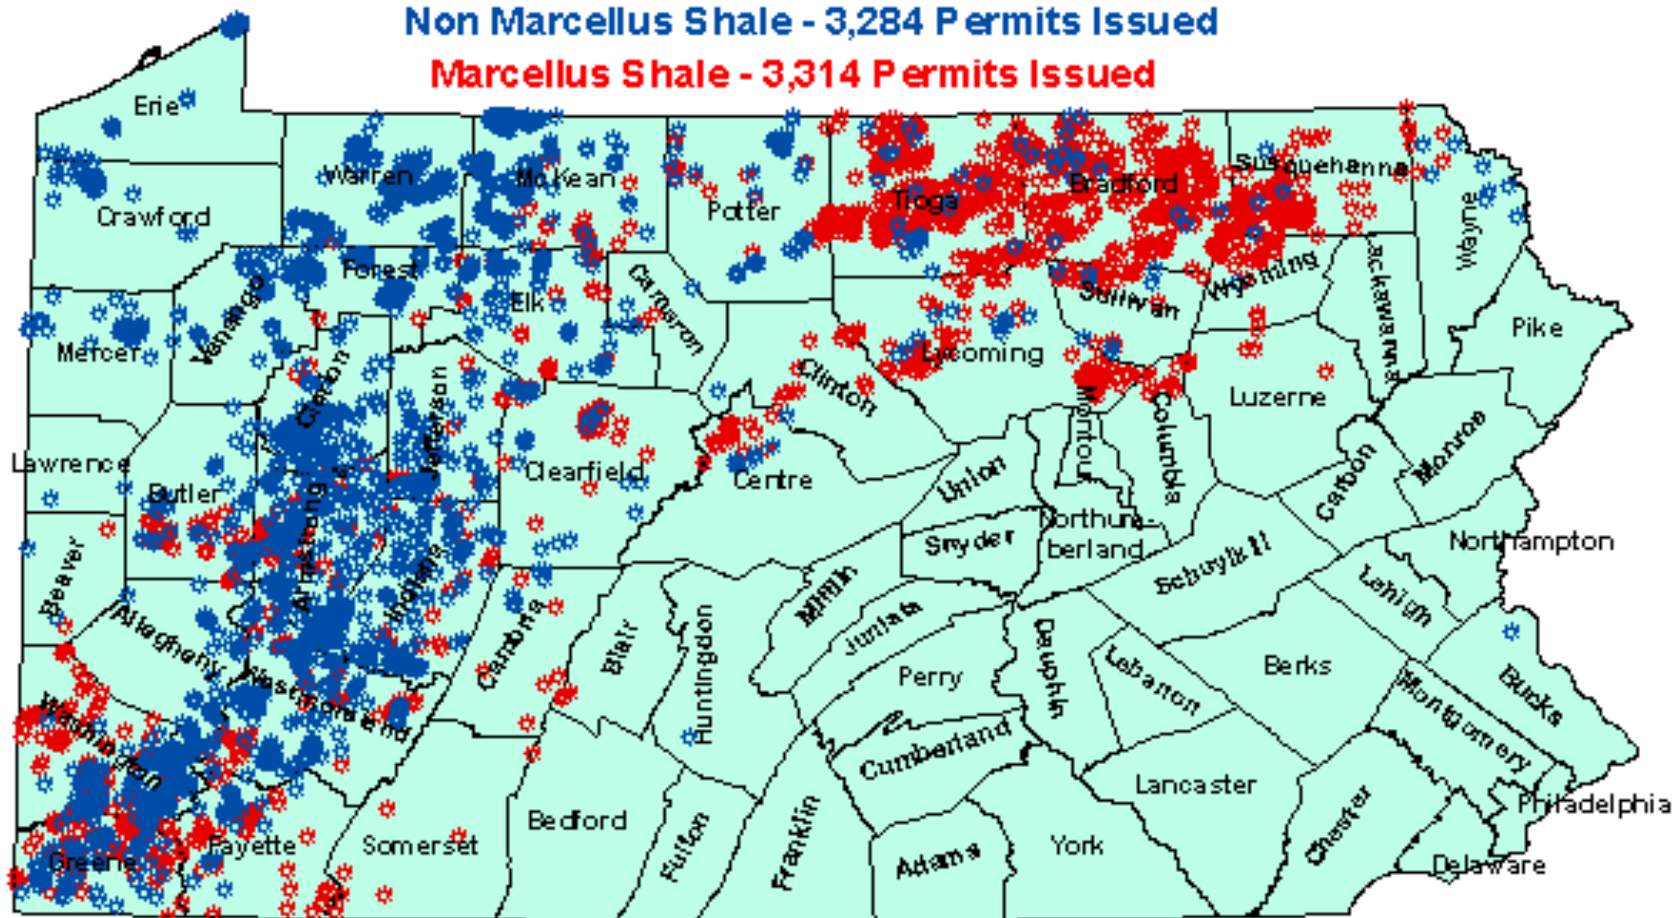 Non Marcellus Shale - 3,284 Permits Issued
Marcellus Shale - 3,314 Permits Issued
Erie
Warren
McKean
Potter
Tioga
Bradford
Susquehanna
Wayne
Crawford
Forest
Elk
Cameron
Sullivan
Wyoming
Lackawanna
Pike
Mercer
Venango
Clarion
Jefferson
Clinton
Lycoming
Luzerne
Monroe
Lawrence
Butler
Armstrong
Clearfield
Centre
Union
Montour
Columbia
Carbon
Beaver
Indiana
Snyder
Northum-
berland
Schuylkill
Northampton
Lehigh
Allegheny
Westmoreland
Cambria
Blair
Huntingdon
Mifflin
Juniata
Perry
Dauphin
Lebanon
Berks
Bucks
Montgomery
Washington
Cumberland
Lancaster
Chester
Philadelphia
Delaware
Greene
Fayette
Somerset
Bedford
Fulton
Franklin
Adams
York